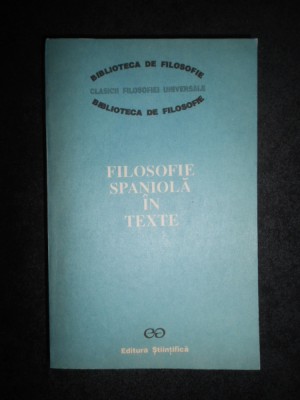 BIBLIOTECA DE FILOSOFIE
CLASICII FILOSOFIEI UNIVERSALE
BIBLIOTECA DE FILOSOFIE
FILOSOFIE
SPANIOLĂ
ÎN
TEXTE
Editura Științifică